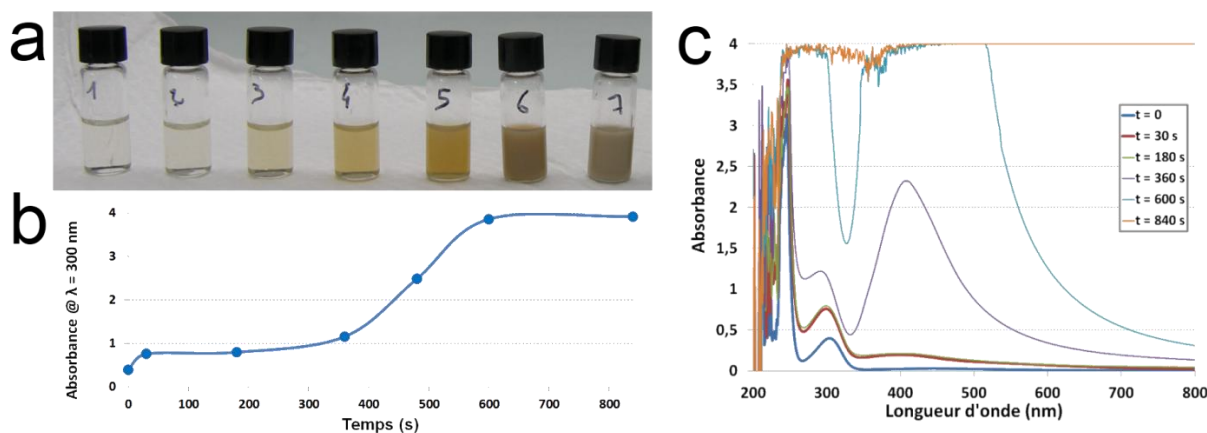 a
1 2 3 4 5 6 7
b
Absorbance @ λ = 300 nm
4
3
2
1
0
0 100 200 300 400 500 600 700 800
Temps (s)
c
Absorbance
4
3,5
3
2,5
2
1,5
1
0,5
0
200 300 400 500 600 700 800
Longueur d'onde (nm)
t = 0
t = 30 s
t = 180 s
t = 360 s
t = 600 s
t = 840 s